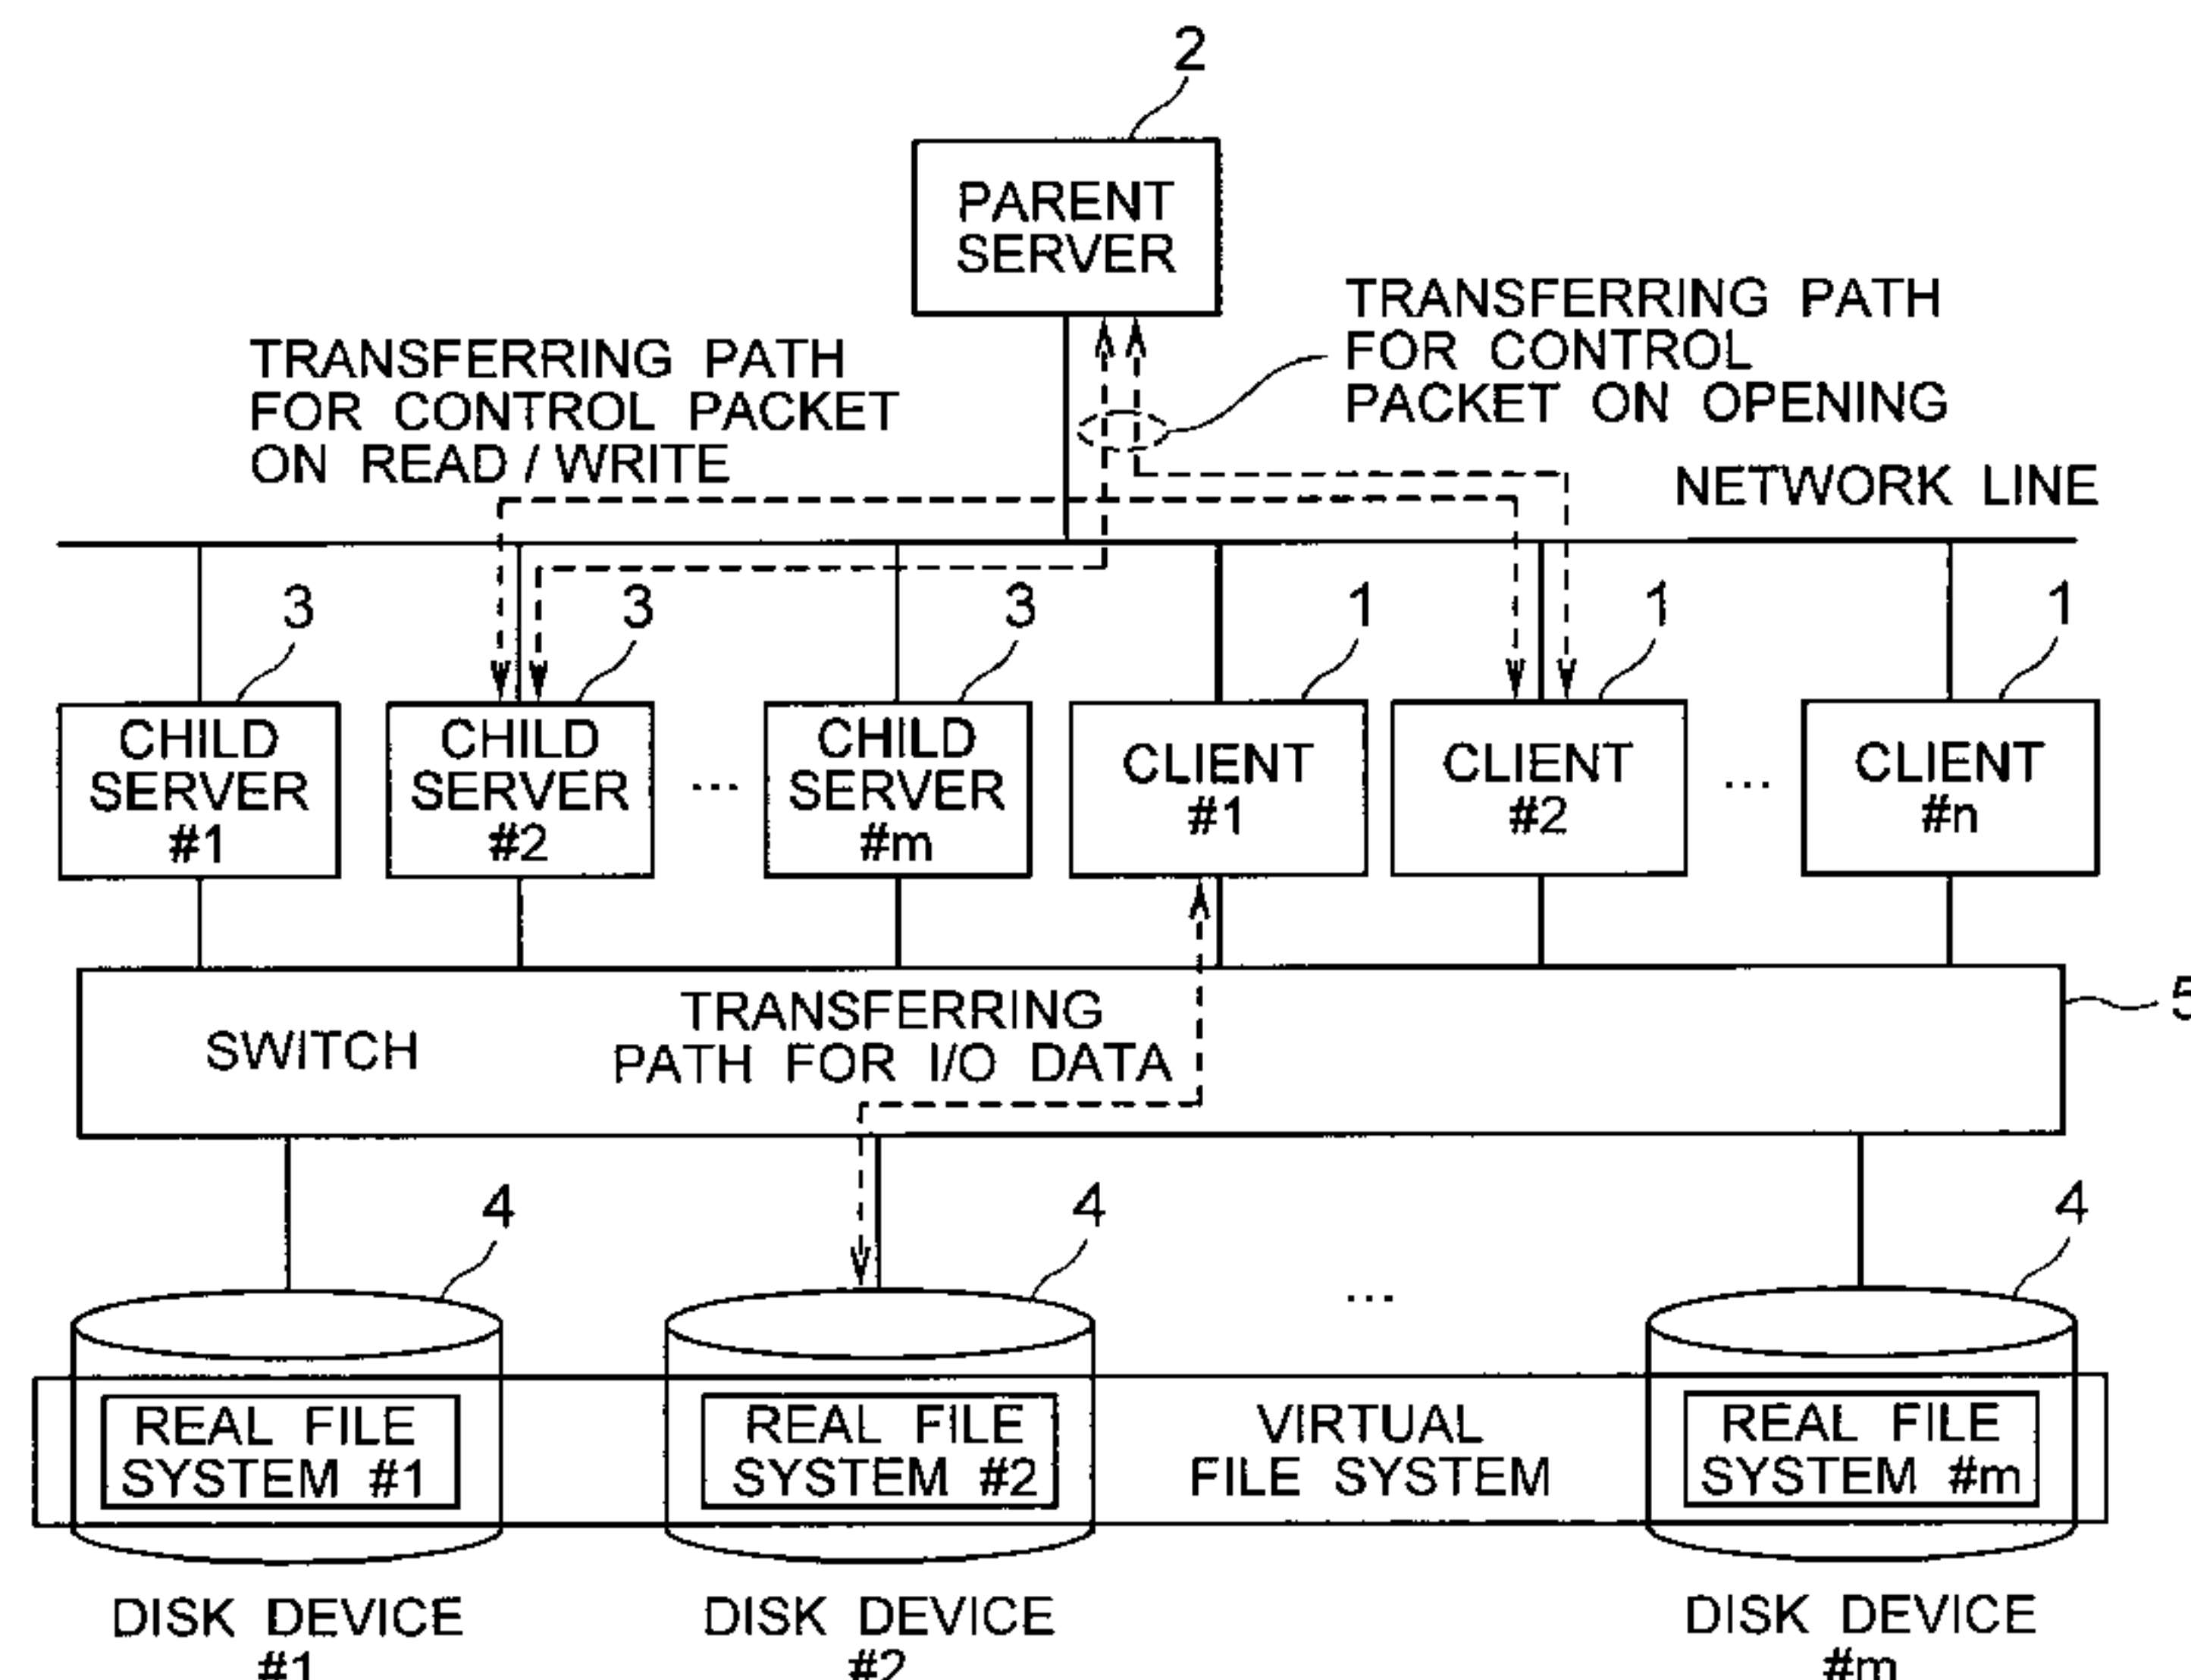 2
PARENT
SERVER
TRANSFERRING PATH
FOR CONTROL
PACKET ON OPENING
TRANSFERRING PATH
FOR CONTROL PACKET
ON READ / WRITE
NETWORK LINE
3
3
3
1
1
1
CHILD
SERVER
#1
CHILD
SERVER
#2
...
CHILD
SERVER
#m
CLIENT
#1
CLIENT
#2
...
CLIENT
#n
SWITCH
TRANSFERRING
PATH FOR I/O DATA
5
4
4
4
...
REAL FILE
SYSTEM #1
REAL FILE
SYSTEM #2
VIRTUAL
FILE SYSTEM
REAL FILE
SYSTEM #m
DISK DEVICE
#1
DISK DEVICE
#2
DISK DEVICE
#m